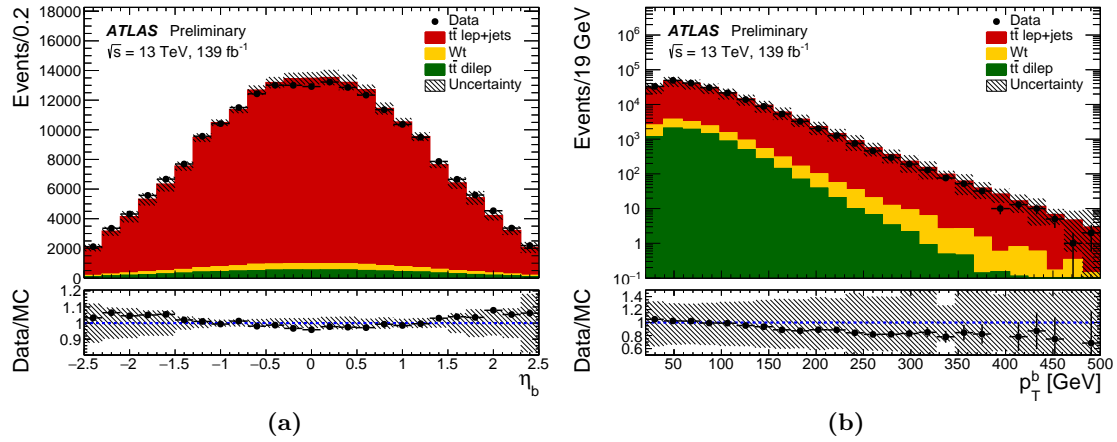 ATLAS Preliminary
√s = 13 TeV, 139 fb⁻¹
Data
tt̄ lep+jets
Wt
tt̄ dilep
Uncertainty
Events/0.2
14000
12000
10000
8000
6000
4000
2000
0
Data/MC
1.2
1.1
1
0.9
−2.5 −2 −1.5 −1 −0.5 0 0.5 1 1.5 2 2.5
η_b
(a)
ATLAS Preliminary
√s = 13 TeV, 139 fb⁻¹
Data
tt̄ lep+jets
Wt
tt̄ dilep
Uncertainty
Events/19 GeV
10⁶
10⁵
10⁴
10³
10²
10
1
10⁻¹
Data/MC
1.4
1.2
1
0.8
0.6
50 100 150 200 250 300 350 400 450 500
p_T^b [GeV]
(b)